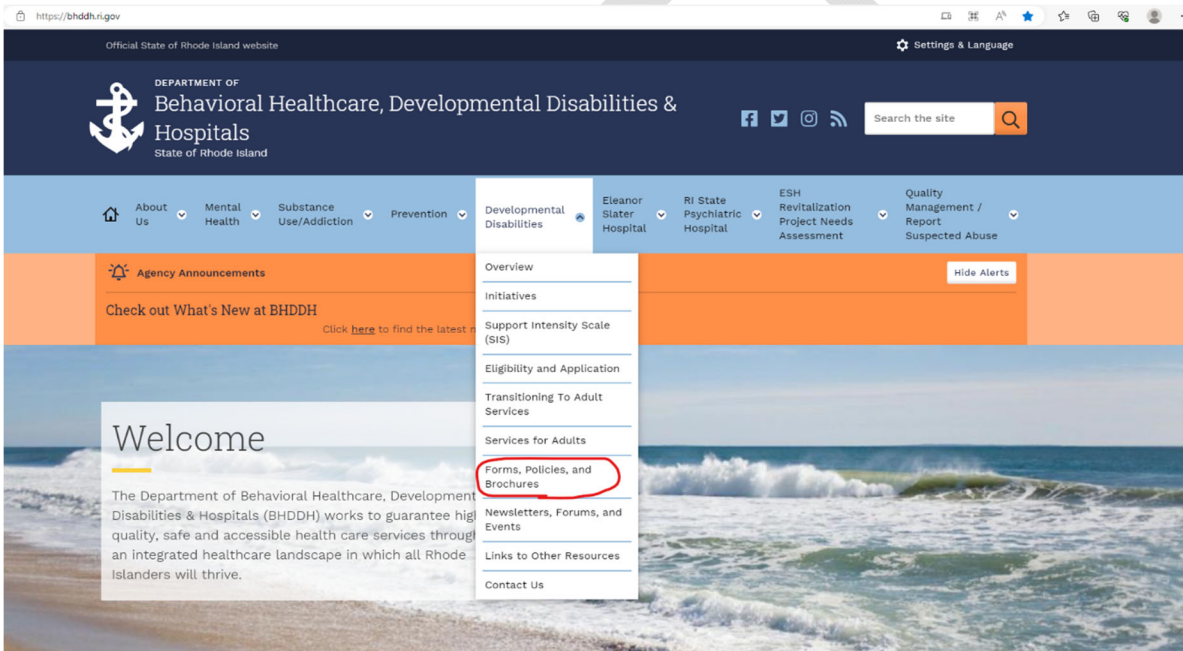 https://bhddh.ri.gov
Official State of Rhode Island website
Settings & Language
DEPARTMENT OF
Behavioral Healthcare, Developmental Disabilities &
Hospitals
State of Rhode Island
Search the site
About
Us
Mental
Health
Substance
Use/Addiction
Prevention
Developmental
Disabilities
Eleanor
Slater
Hospital
RI State
Psychiatric
Hospital
ESH
Revitalization
Project Needs
Assessment
Quality
Management /
Report
Suspected Abuse
Agency Announcements
Hide Alerts
Check out What's New at BHDDH
Click here to find the latest
Overview
Initiatives
Support Intensity Scale
(SIS)
Eligibility and Application
Transitioning To Adult
Services
Services for Adults
Forms, Policies, and
Brochures
Newsletters, Forums, and
Events
Links to Other Resources
Contact Us
Welcome
The Department of Behavioral Healthcare, Development
Disabilities & Hospitals (BHDDH) works to guarantee hig
quality, safe and accessible health care services throug
an integrated healthcare landscape in which all Rhode
Islanders will thrive.